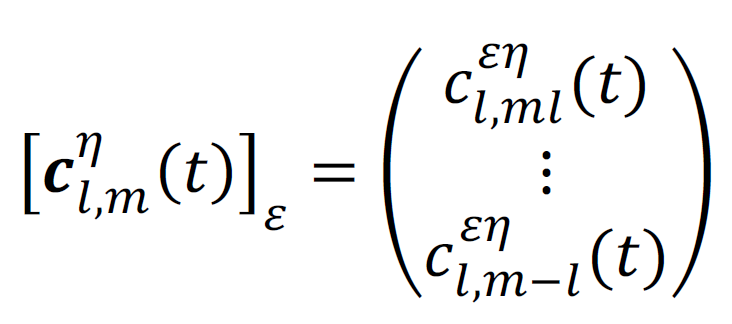 [𝒄^η_{l,m}(t)]_ε = ( c^{εη}_{l,ml}(t)
⋮
c^{εη}_{l,m−l}(t) )